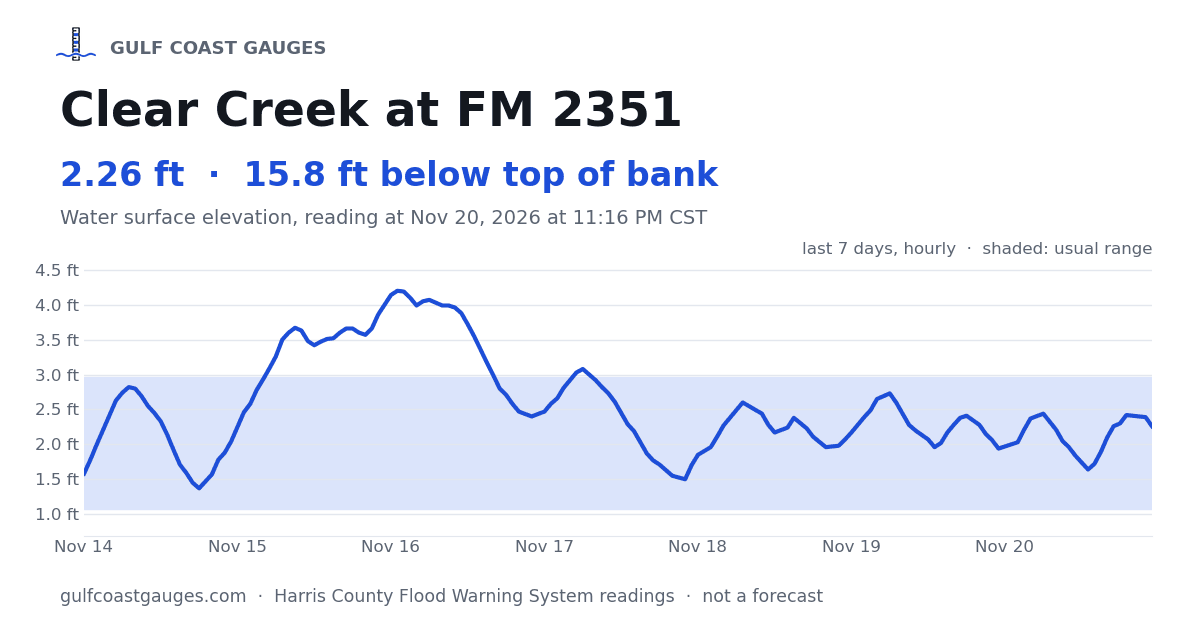 GULF COAST GAUGES
Clear Creek at FM 2351
2.26 ft · 15.8 ft below top of bank
Water surface elevation, reading at Nov 20, 2026 at 11:16 PM CST
last 7 days, hourly · shaded: usual range
4.5 ft
4.0 ft
3.5 ft
3.0 ft
2.5 ft
2.0 ft
1.5 ft
1.0 ft
Nov 14 Nov 15 Nov 16 Nov 17 Nov 18 Nov 19 Nov 20
gulfcoastgauges.com · Harris County Flood Warning System readings · not a forecast